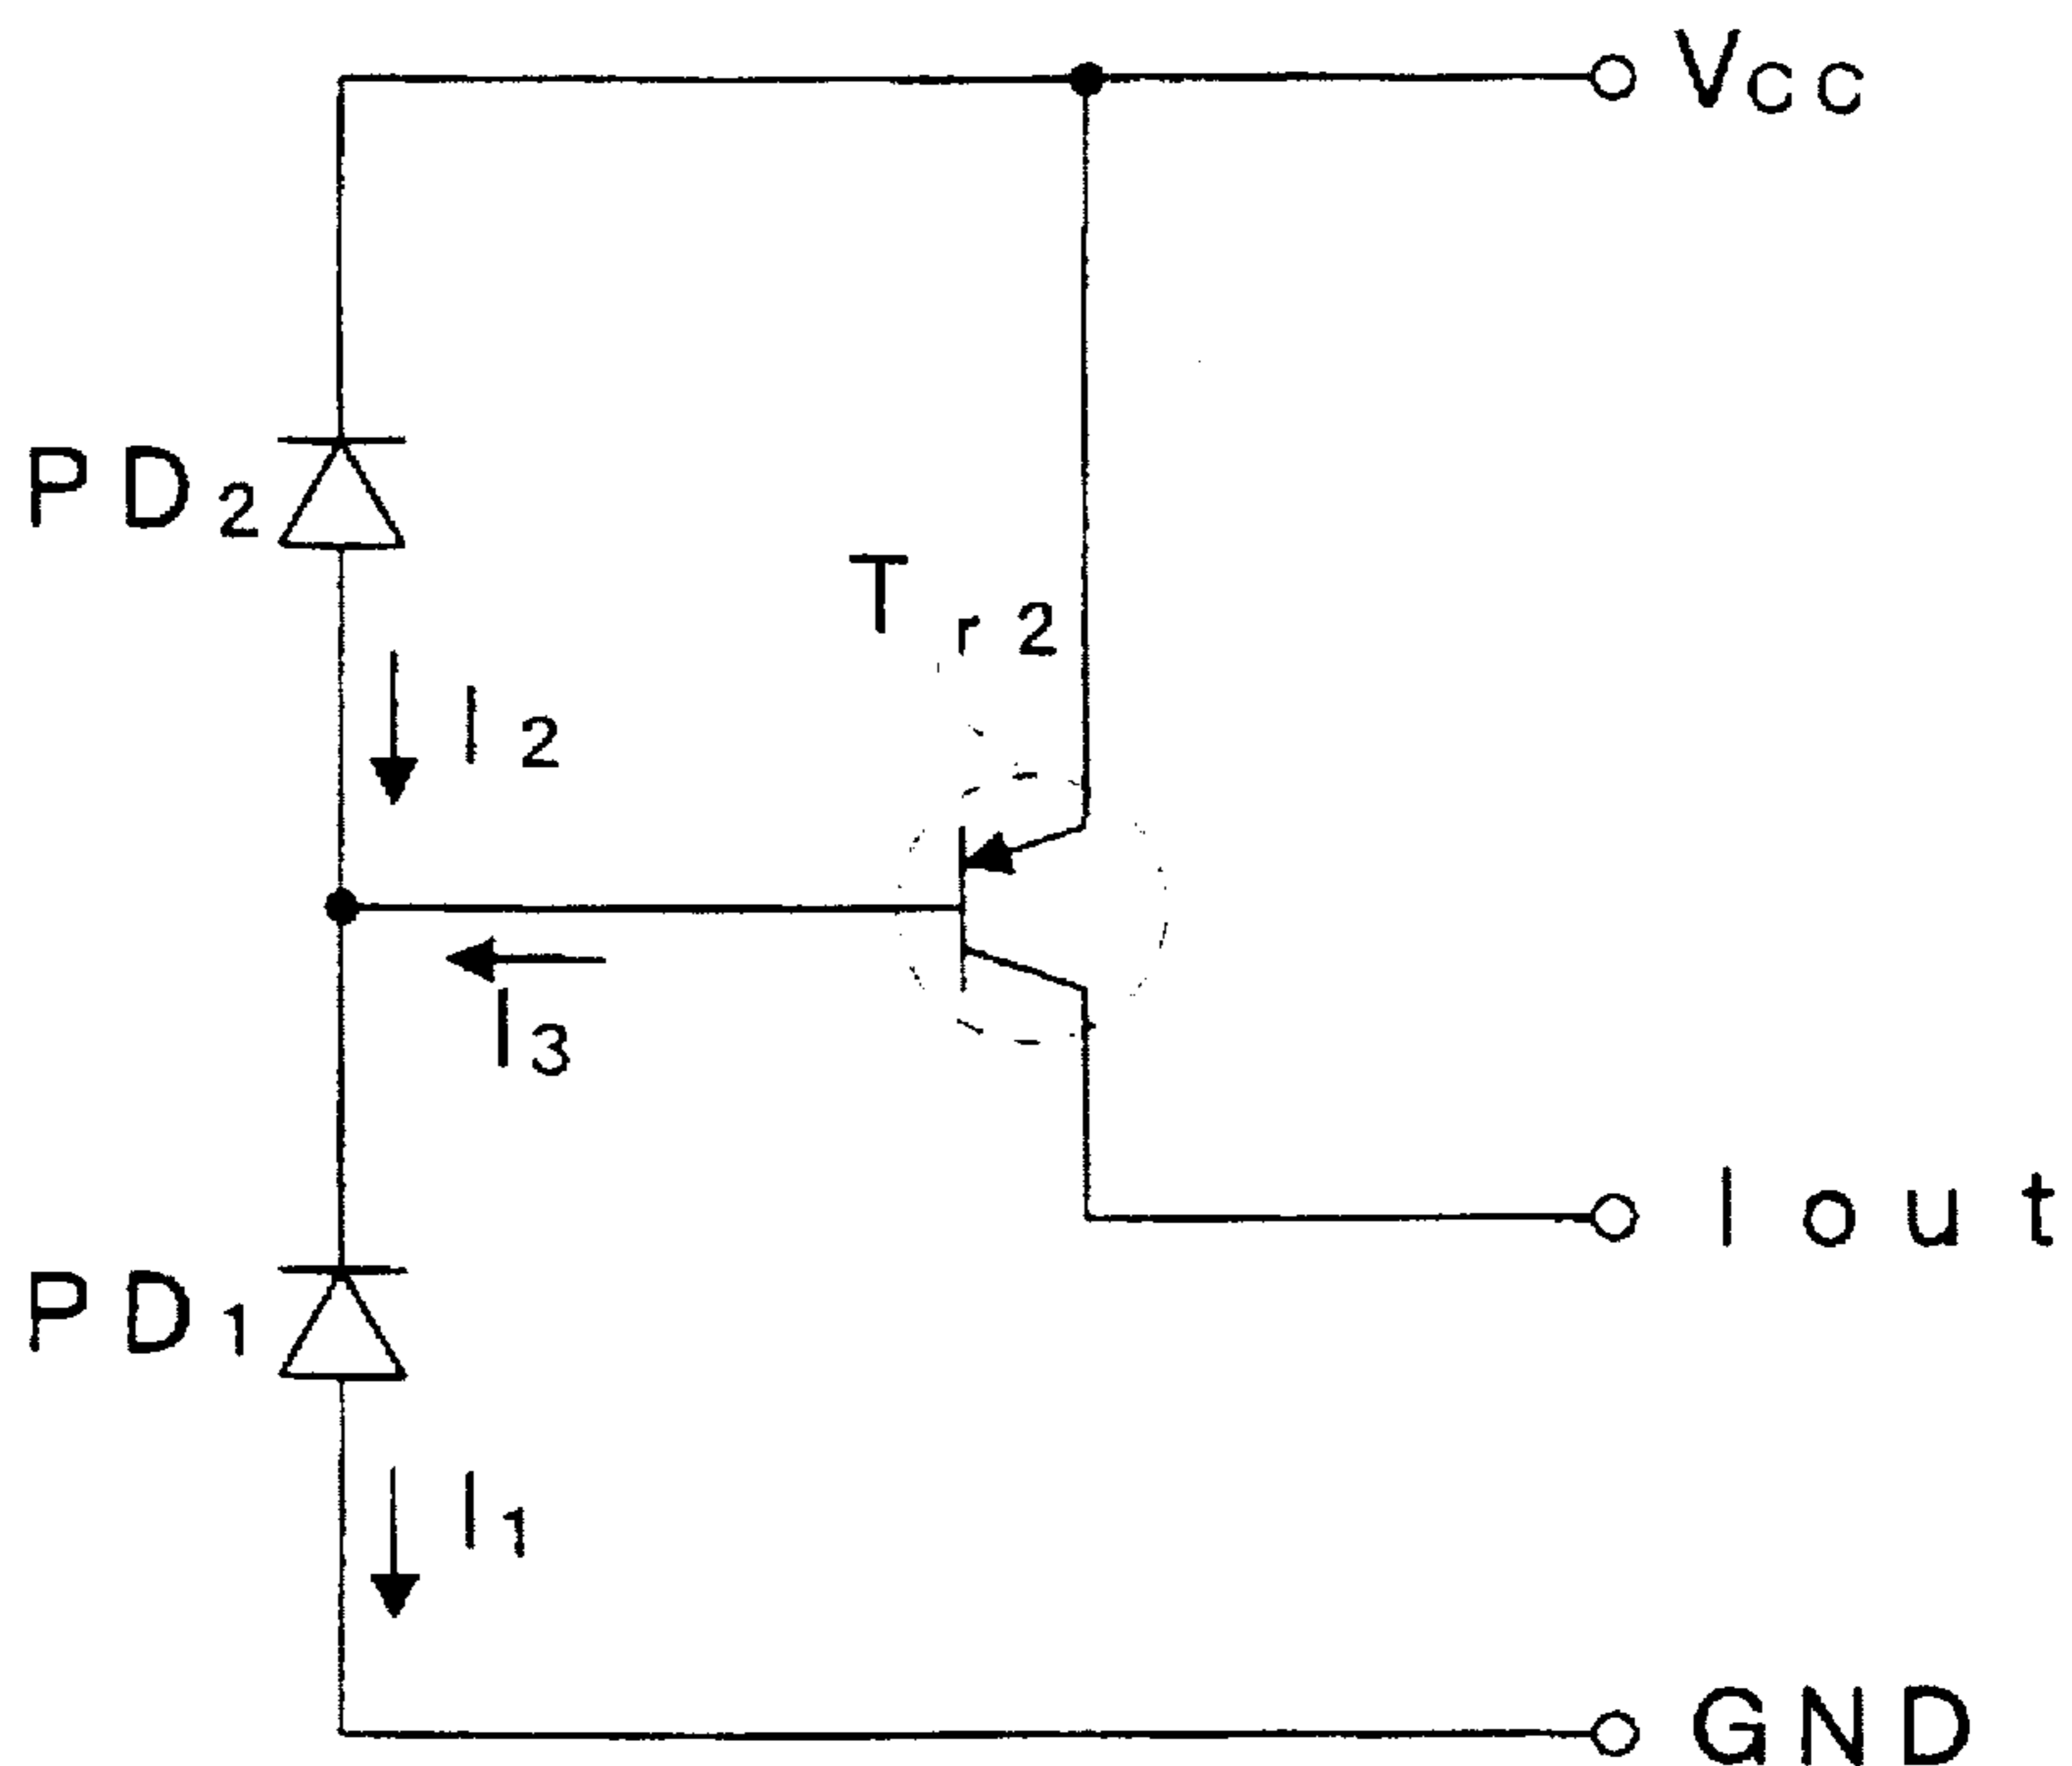 Vcc
PD2
Tr2
I2
I3
Iout
PD1
I1
GND